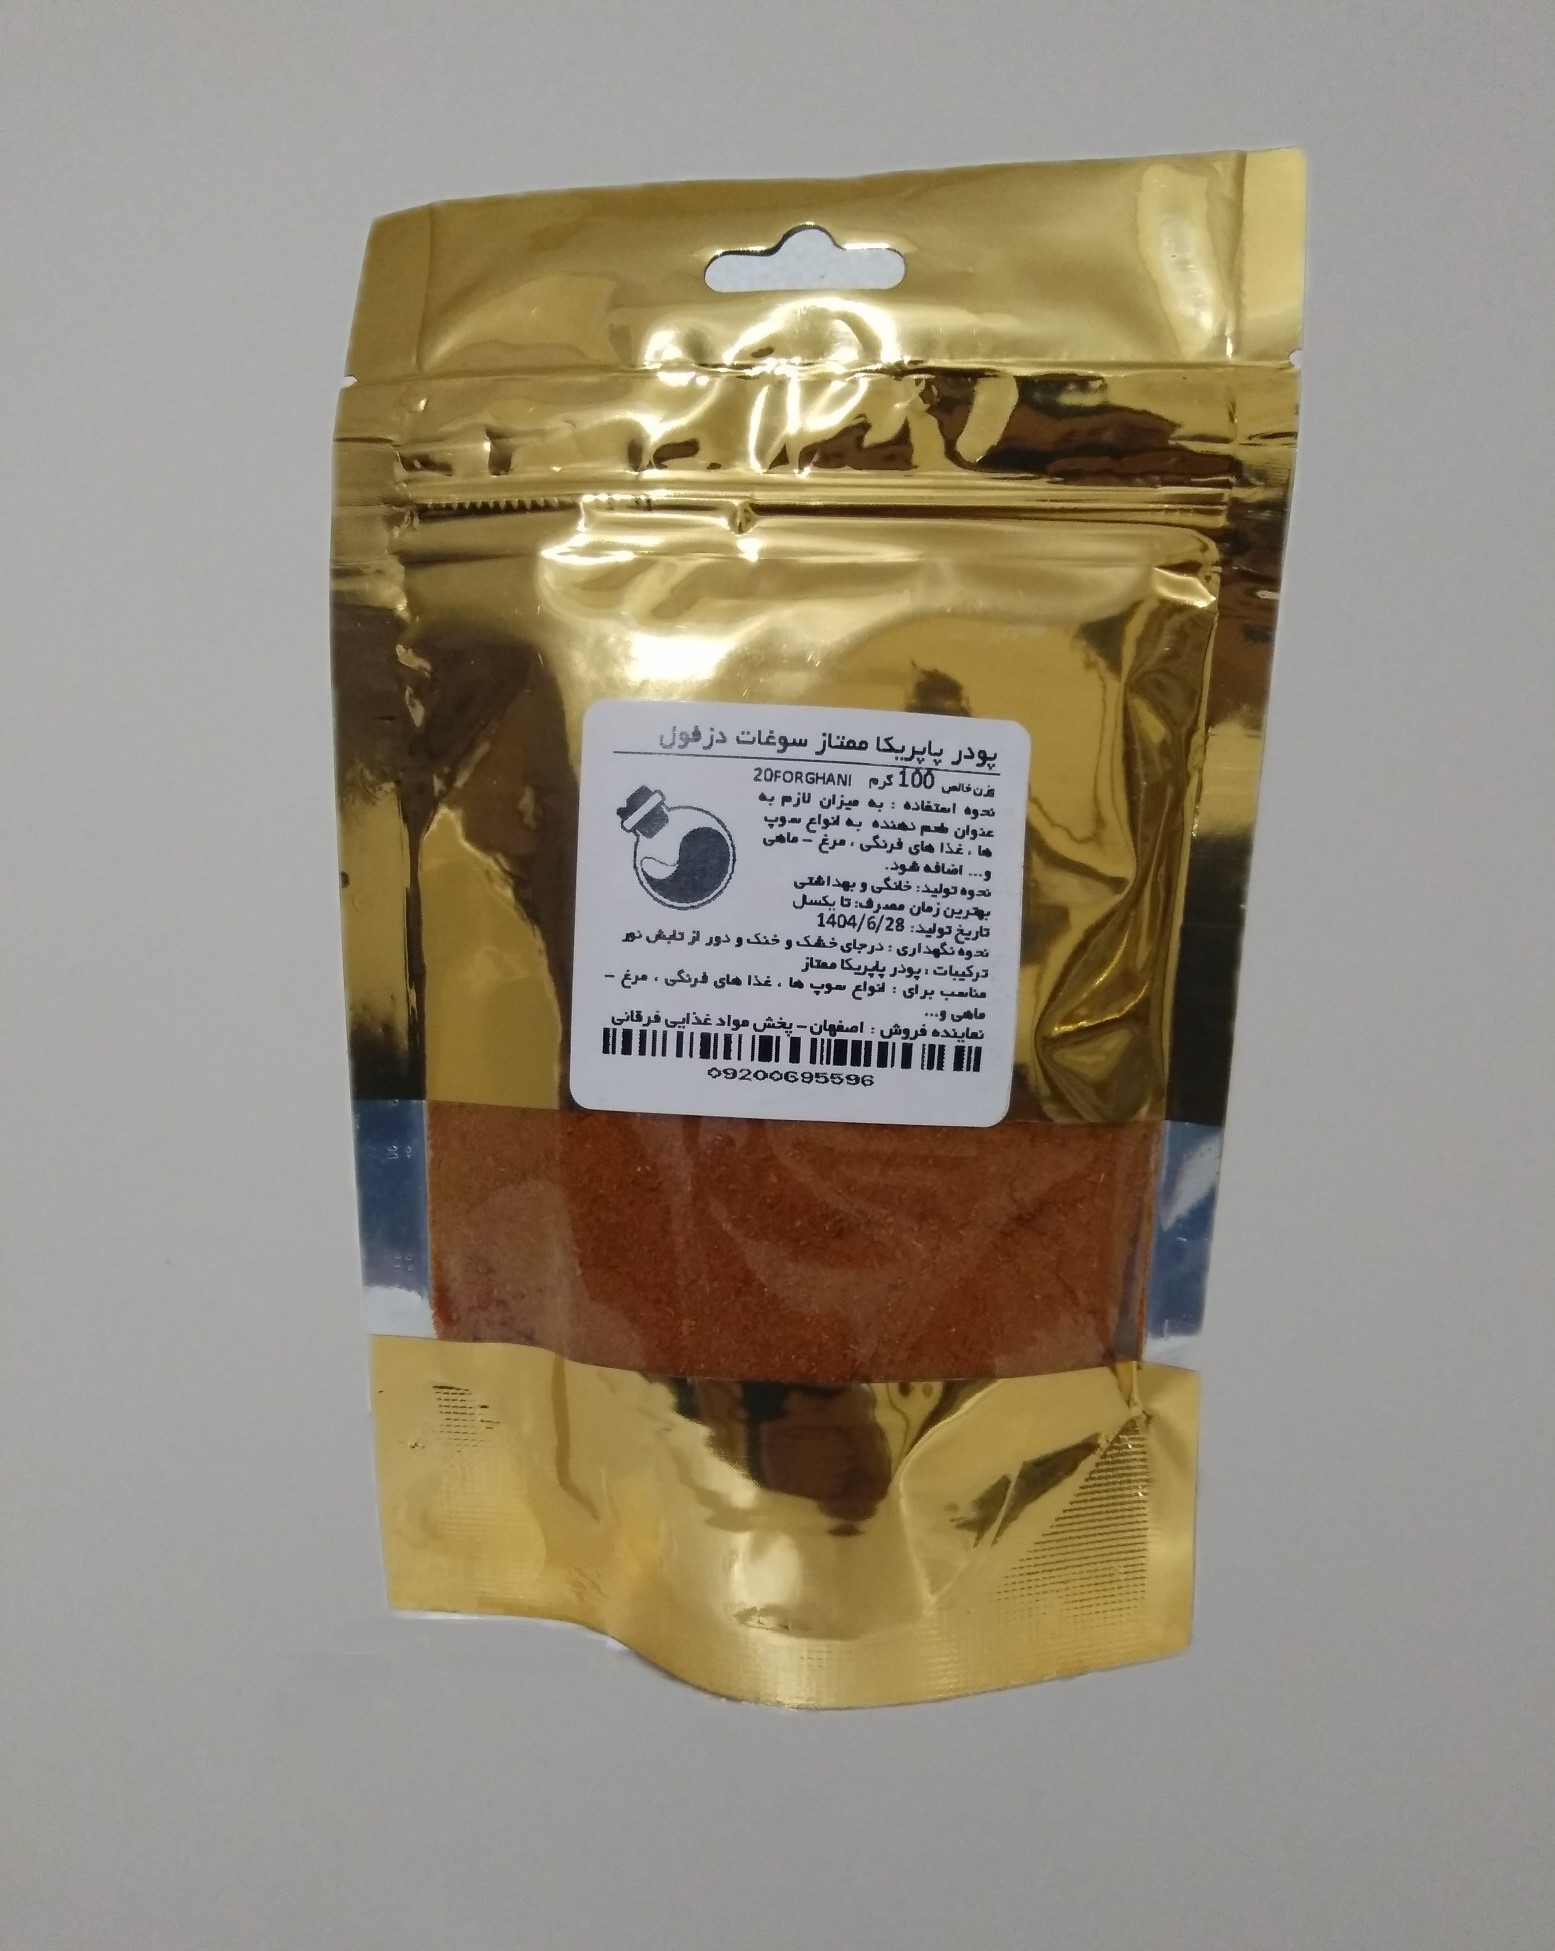 پودر پاپریکا ممتاز سوغات دزفول
وزن خالص 100 گرم 20FORGHANI
نحوه استفاده : به میزان لازم به
عنوان طعم دهنده به انواع سوپ
ها ، غذا های فرنگی ، مرغ - ماهی
و... اضافه شود.
نحوه تولید: خانگی و بهداشتی
بهترین زمان مصرف: تا یکسل
تاریخ تولید: 1404/6/28
نحوه نگهداری : درجای خشک و خنک و دور از تابش نور
ترکیبات : پودر پاپریکا ممتاز
مناسب برای : انواع سوپ ها ، غذا های فرنگی ، مرغ -
ماهی و...
نماینده فروش : اصفهان - پخش مواد غذایی فرقانی
09200695596